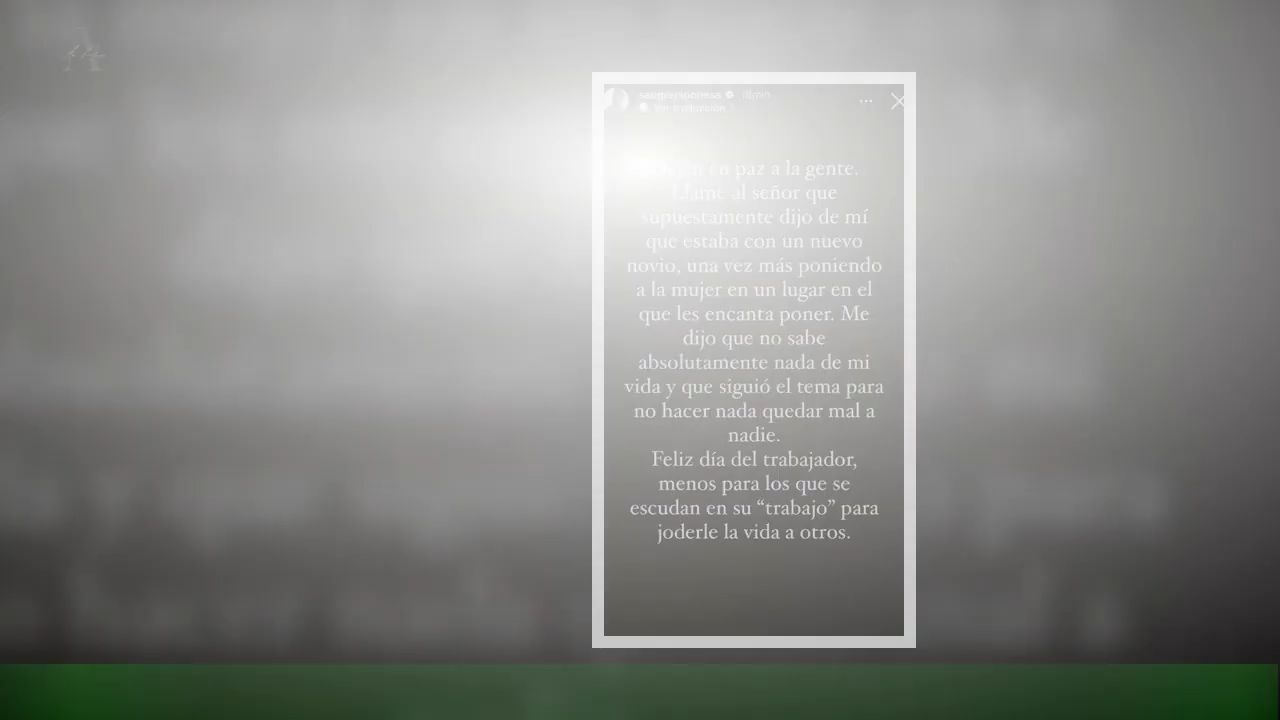 Ver traducción
en paz a la gente.
Llamé al señor que
supuestamente dijo de mí
que estaba con un nuevo
novio, una vez más poniendo
a la mujer en un lugar en el
que les encanta poner. Me
dijo que no sabe
absolutamente nada de mi
vida y que siguió el tema para
no hacer nada quedar mal a
nadie.
Feliz día del trabajador,
menos para los que se
escudan en su “trabajo” para
joderle la vida a otros.